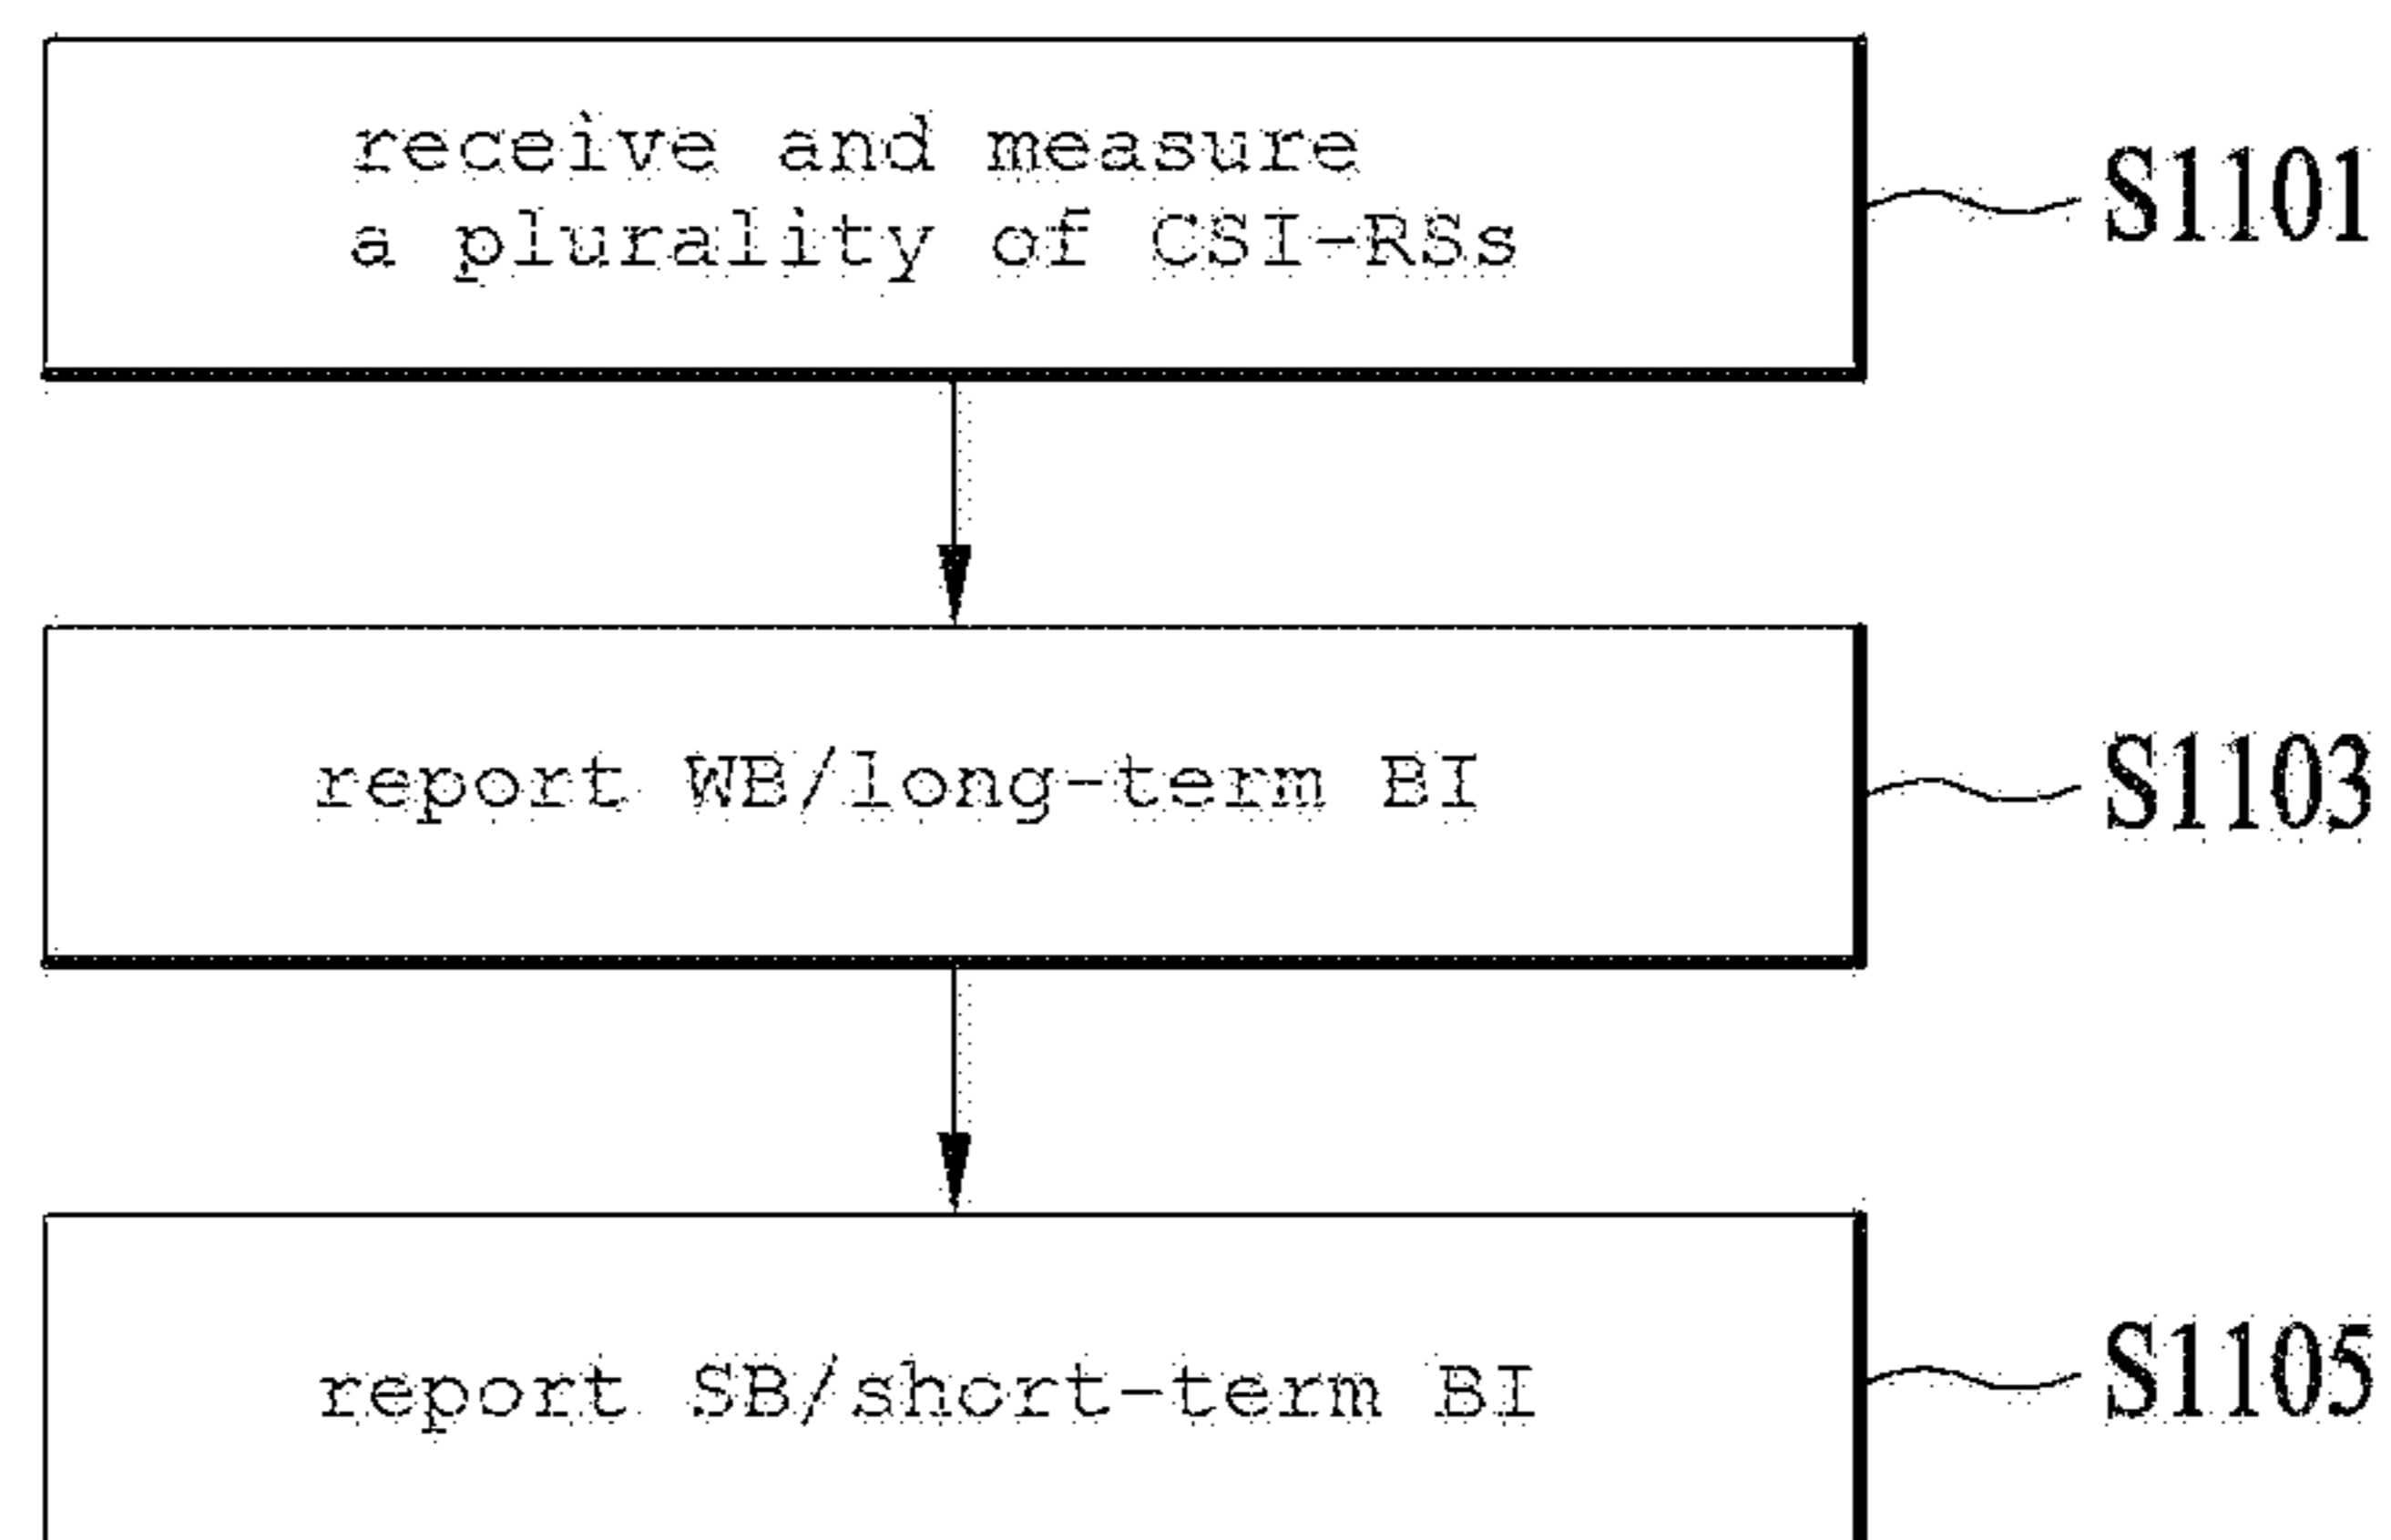 receive and measure
a plurality of CSI-RSs
S1101
report WB/long-term BI
S1103
report SB/short-term BI
S1105